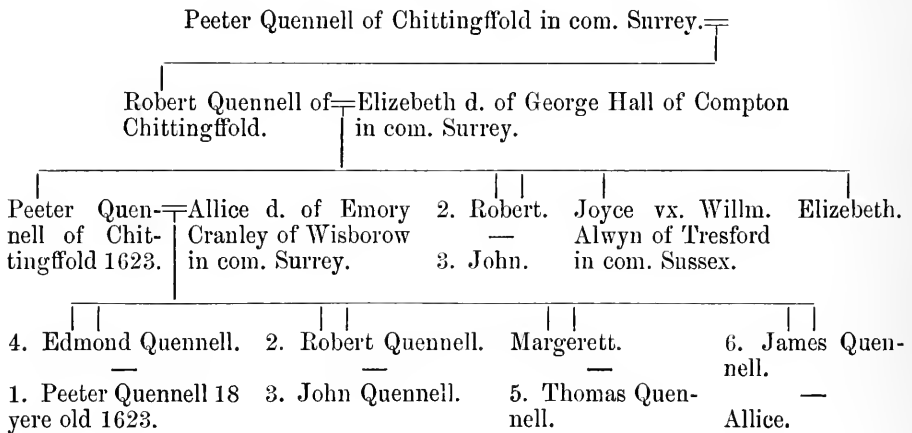 Peeter Quennell of Chittingffold in com. Surrey.
Robert Quennell of Elizebeth d. of George Hall of Compton
Chittingffold. in com. Surrey.
Peeter Quen- Allice d. of Emory 2. Robert. Joyce vx. Willm. Elizebeth.
nell of Chit- Cranley of Wisborow — Alwyn of Tresford
tingffold 1623. in com. Surrey. 3. John. in com. Sussex.
4. Edmond Quennell. 2. Robert Quennell. Margerett. 6. James Quen-
— — — nell.
1. Peeter Quennell 18 3. John Quennell. 5. Thomas Quen- —
yere old 1623. nell. Allice.